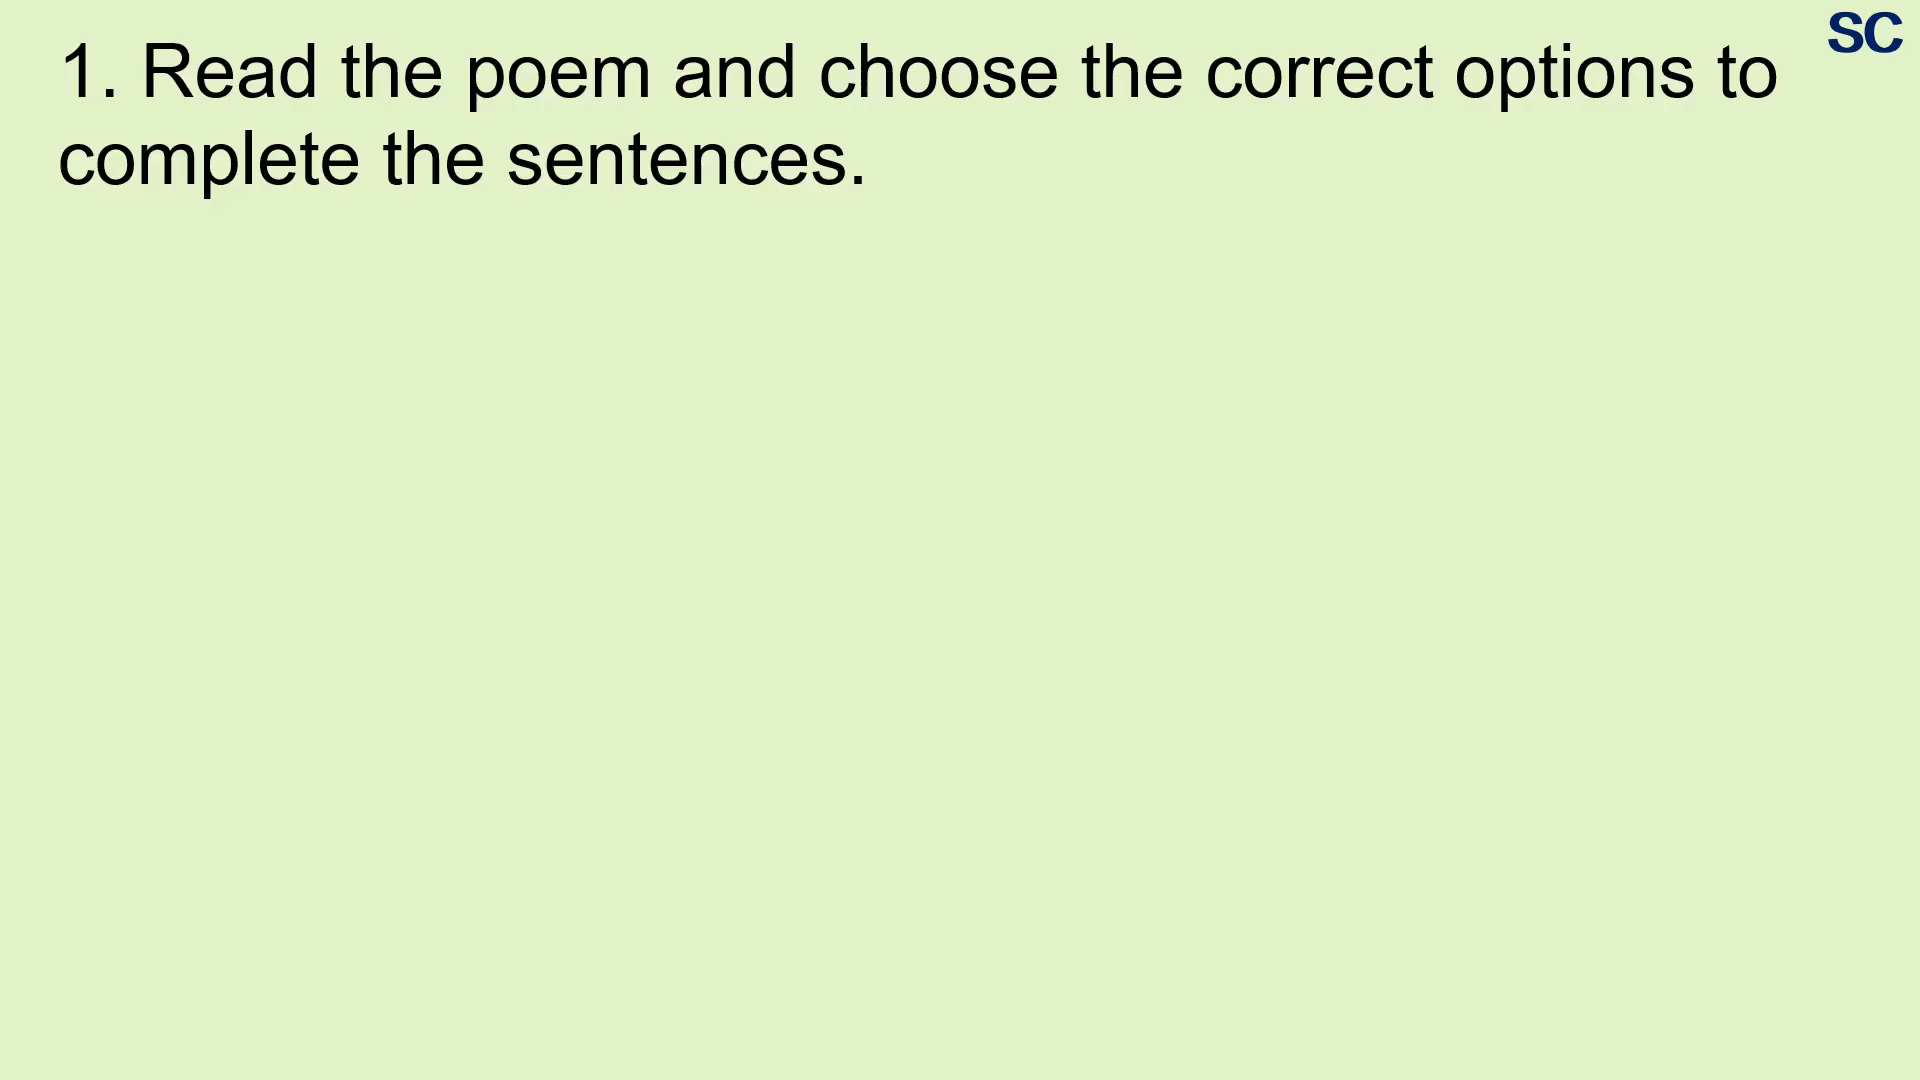 SC
1. Read the poem and choose the correct options to
complete the sentences.